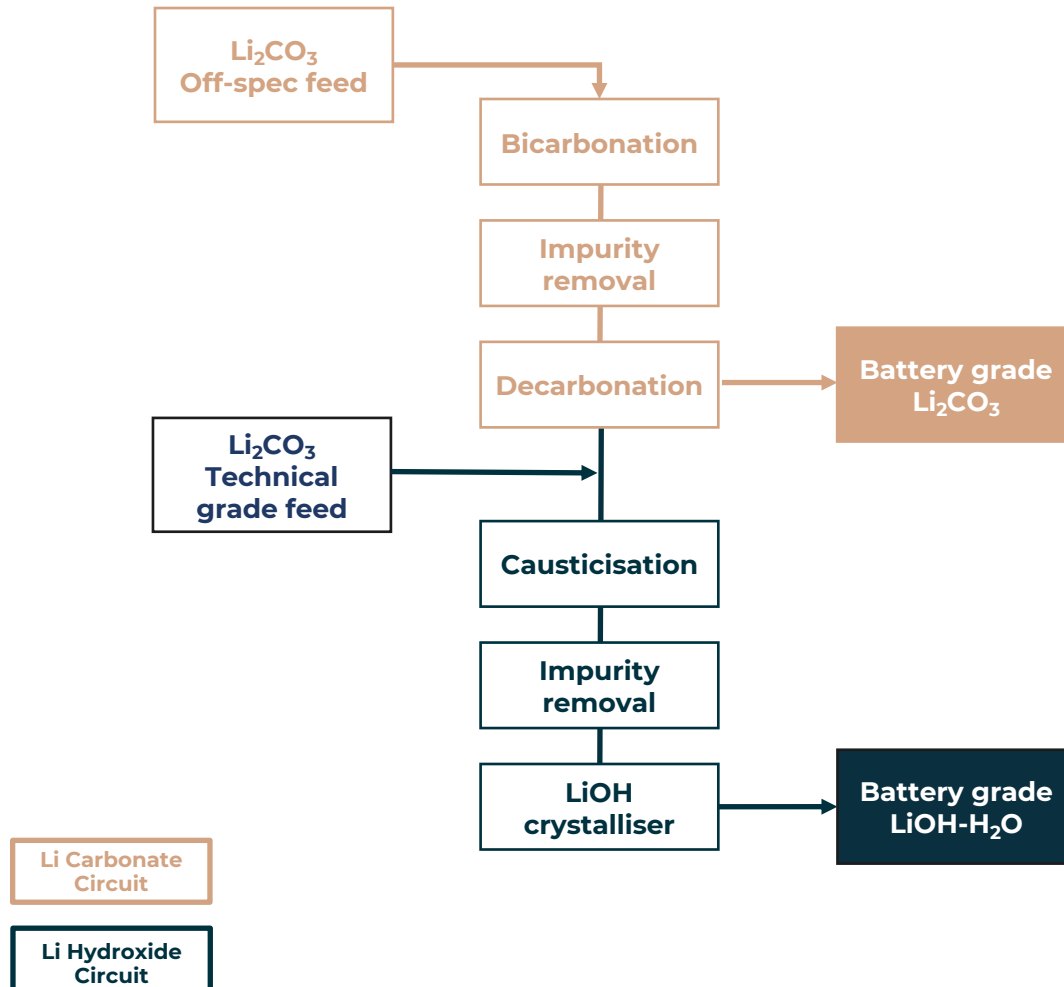 Li₂CO₃
Off-spec feed
Bicarbonation
Impurity
removal
Decarbonation
Battery grade
Li₂CO₃
Li₂CO₃
Technical
grade feed
Causticisation
Impurity
removal
LiOH
crystalliser
Battery grade
LiOH-H₂O
Li Carbonate
Circuit
Li Hydroxide
Circuit